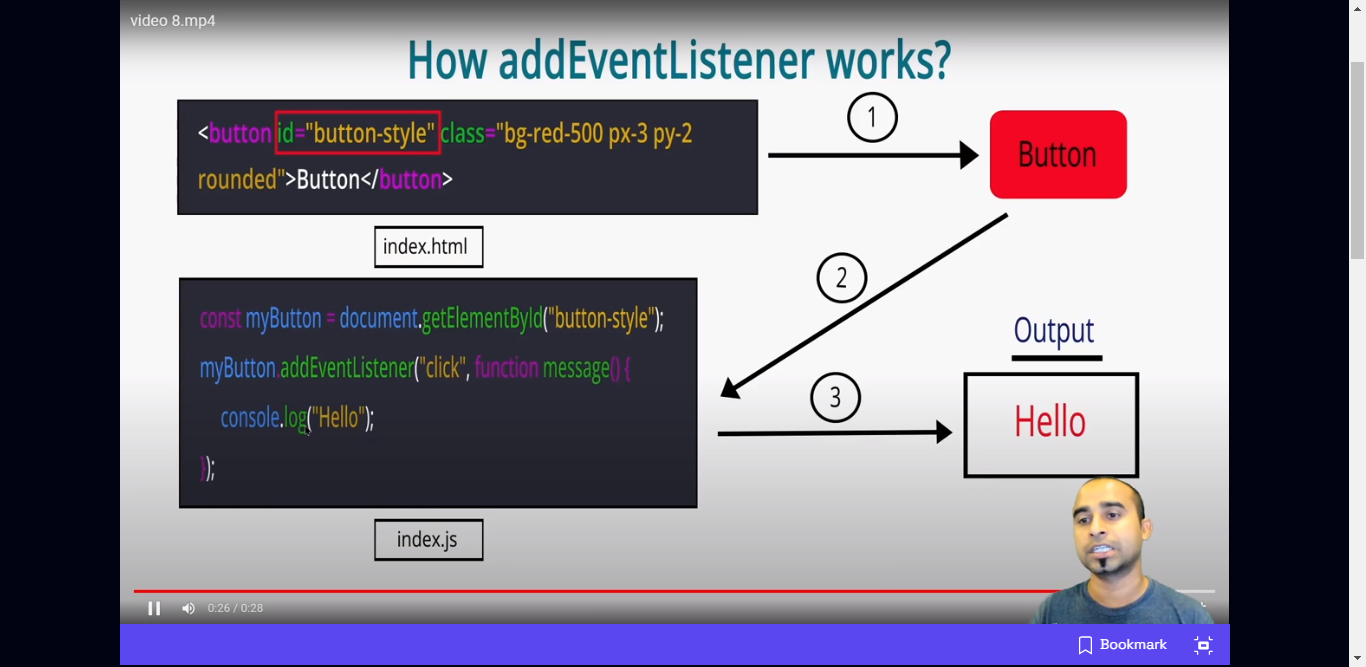 video 8.mp4
How addEventListener works?
<button id="button-style" class="bg-red-500 px-3 py-2
rounded">Button</button>
1
Button
index.html
2
const myButton = document.getElementById("button-style");
myButton.addEventListener("click", function message() {
console.log("Hello");
});
Output
3
Hello
index.js
0:26 / 0:28
Bookmark